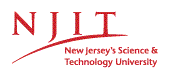 NJIT
New Jersey's Science &
Technology University